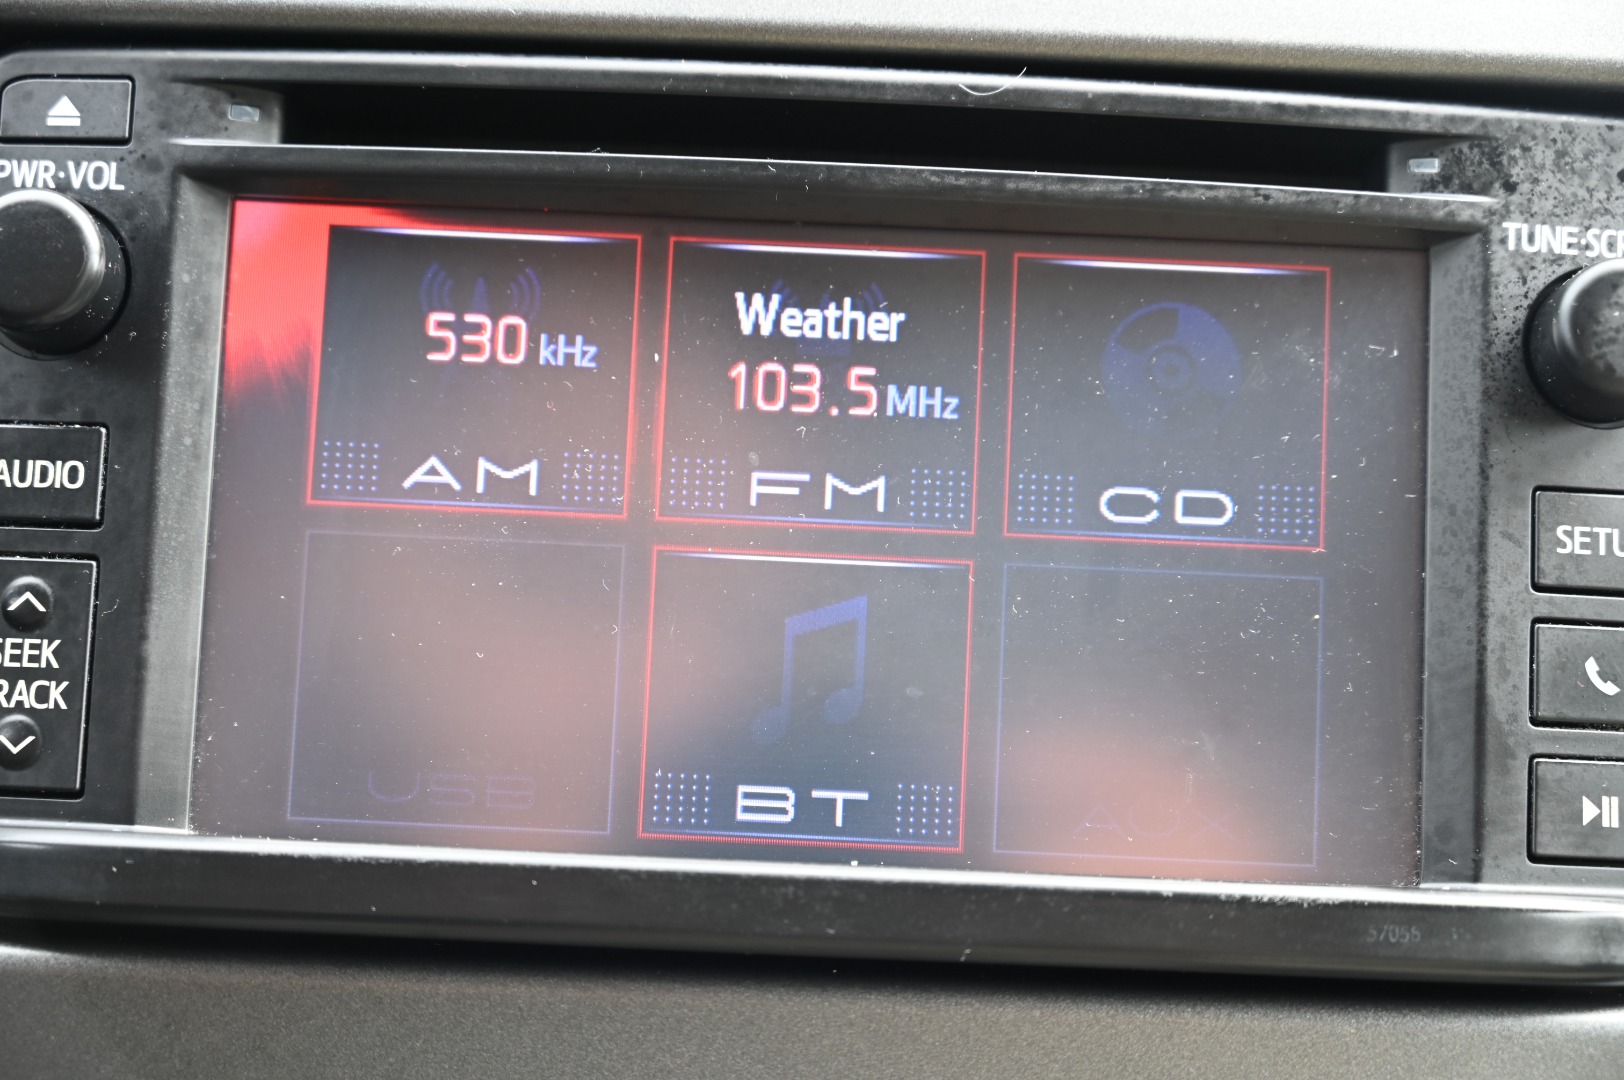 PWR·VOL
TUNE·SCR
530 kHz
AM
Weather
103.5 MHz
FM
CD
AUDIO
SETU
SEEK
RACK
USB
BT
AUX
57056